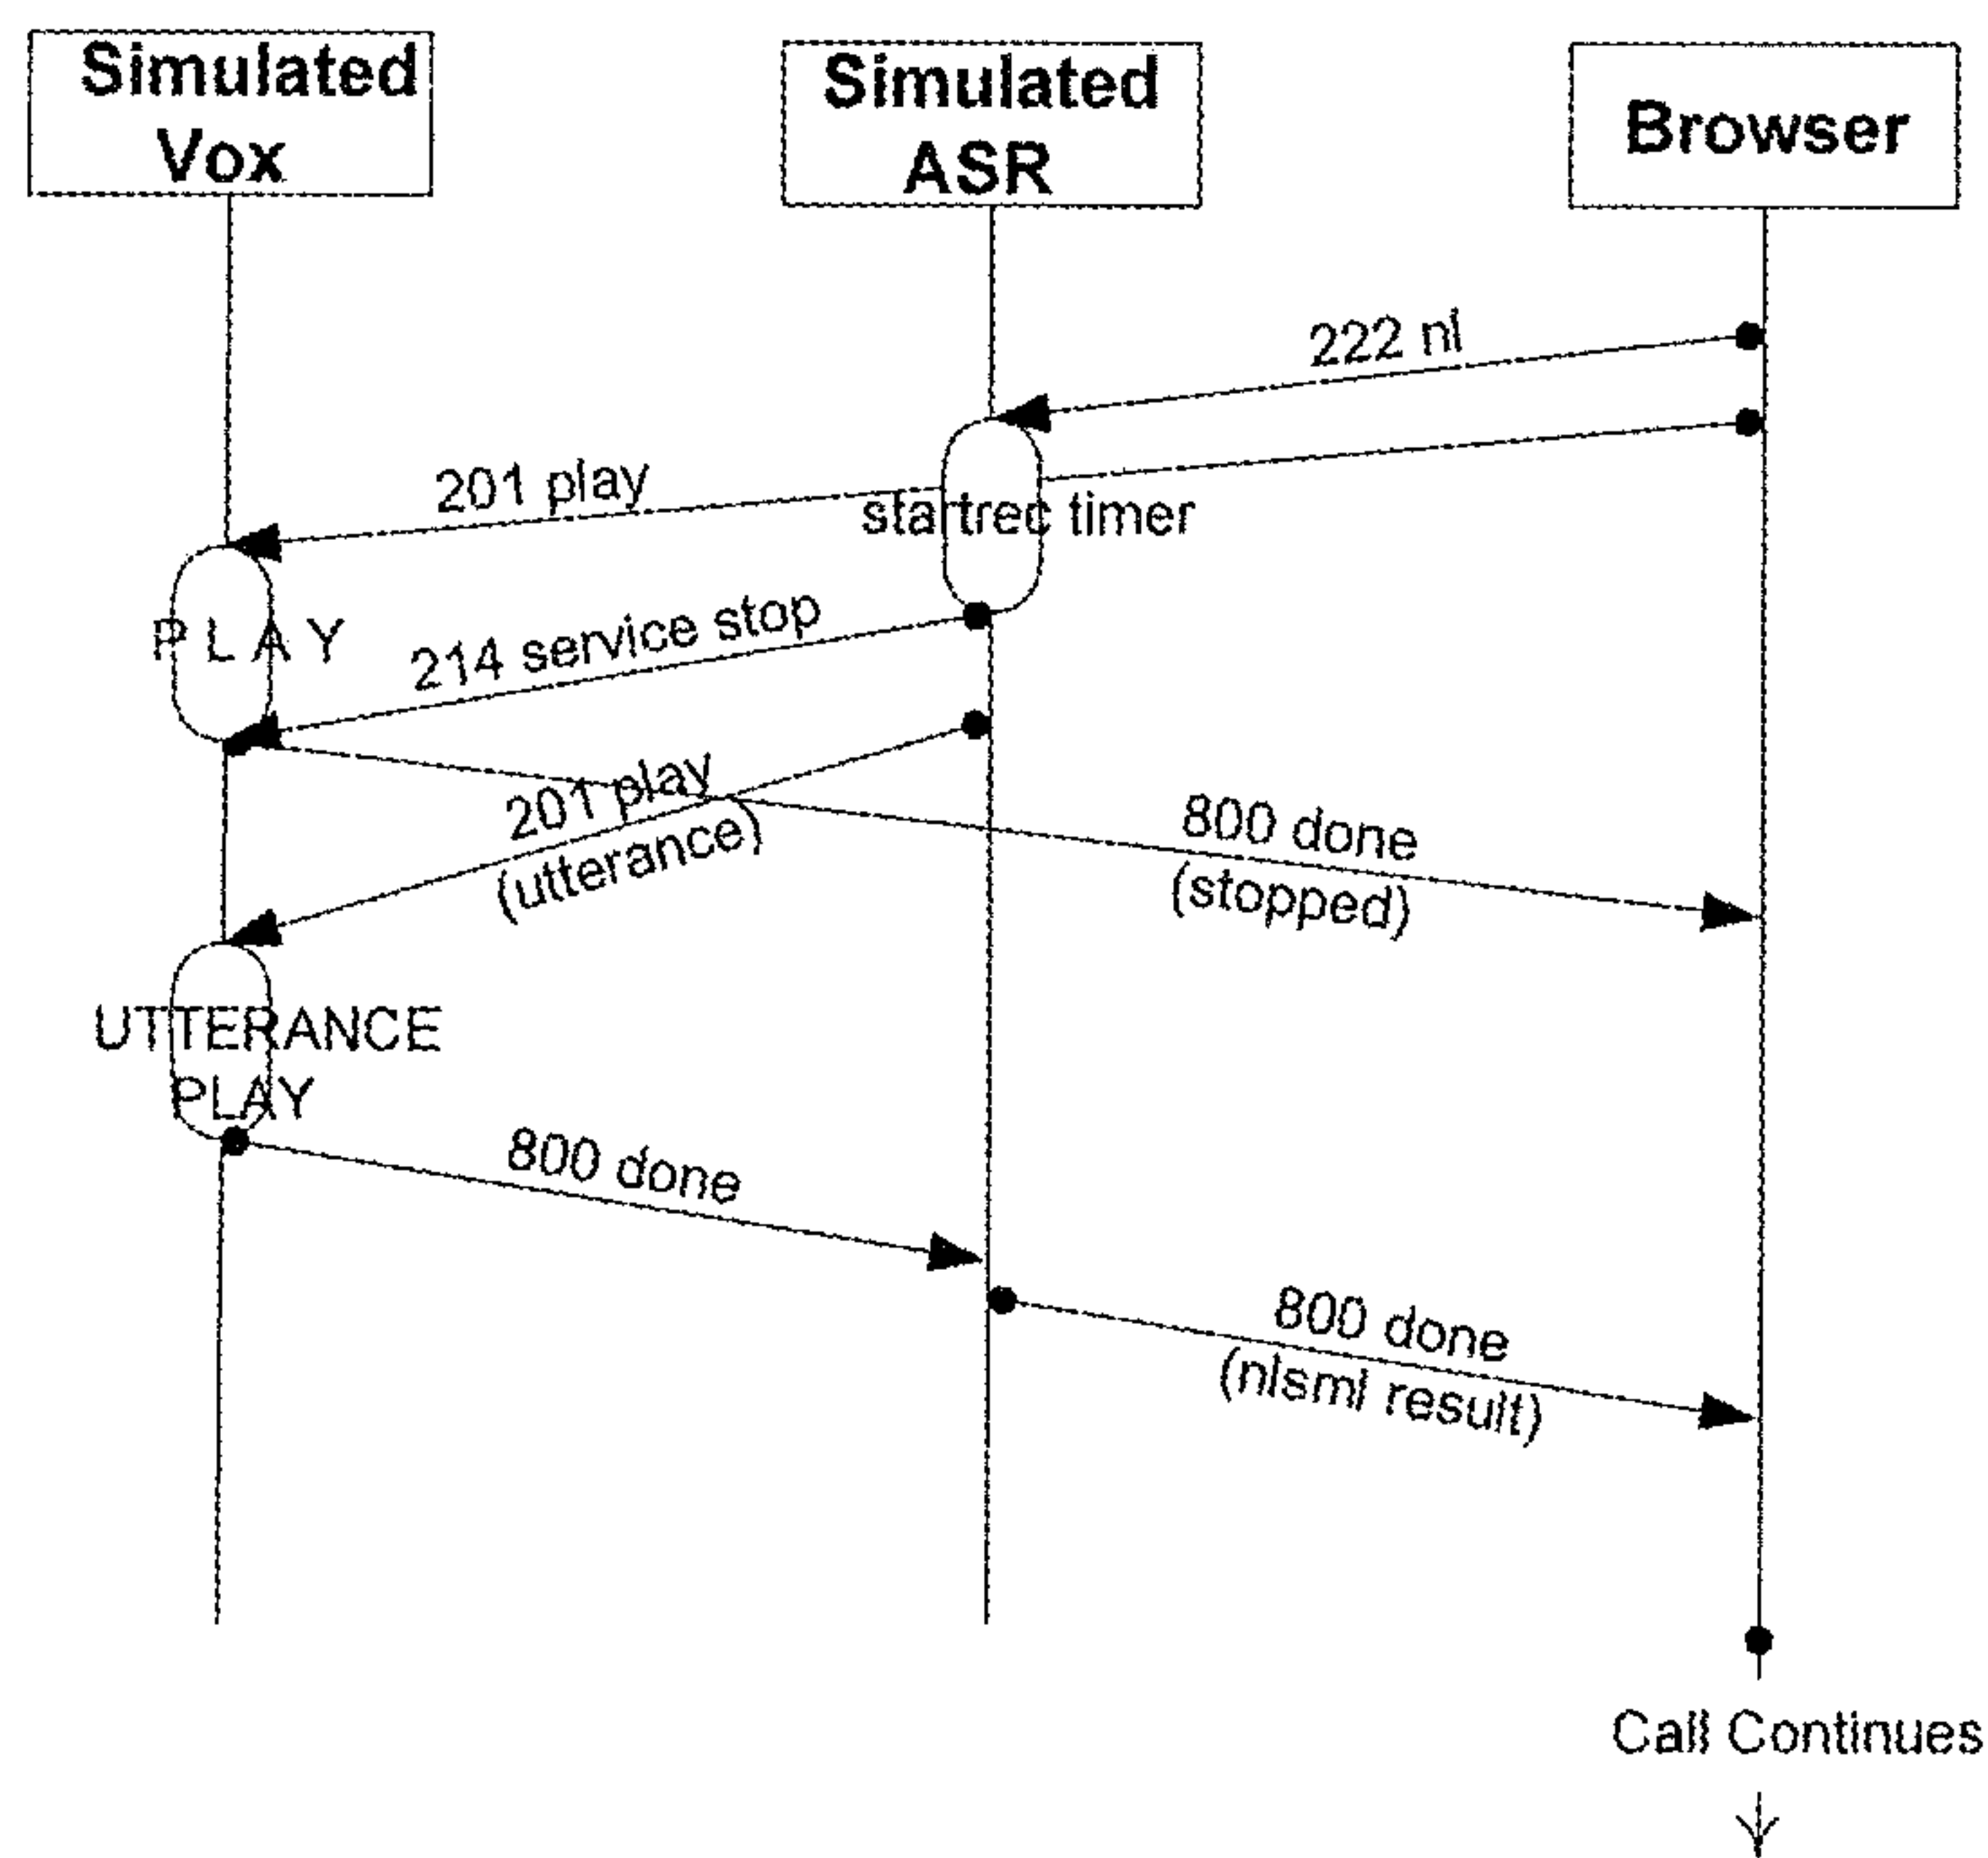 Simulated
Vox
Simulated
ASR
Browser
222 nl
201 play
startrec timer
P L A Y
214 service stop
201 play
(utterance)
800 done
(stopped)
UTTERANCE
PLAY
800 done
800 done
(nlsml result)
Call Continues